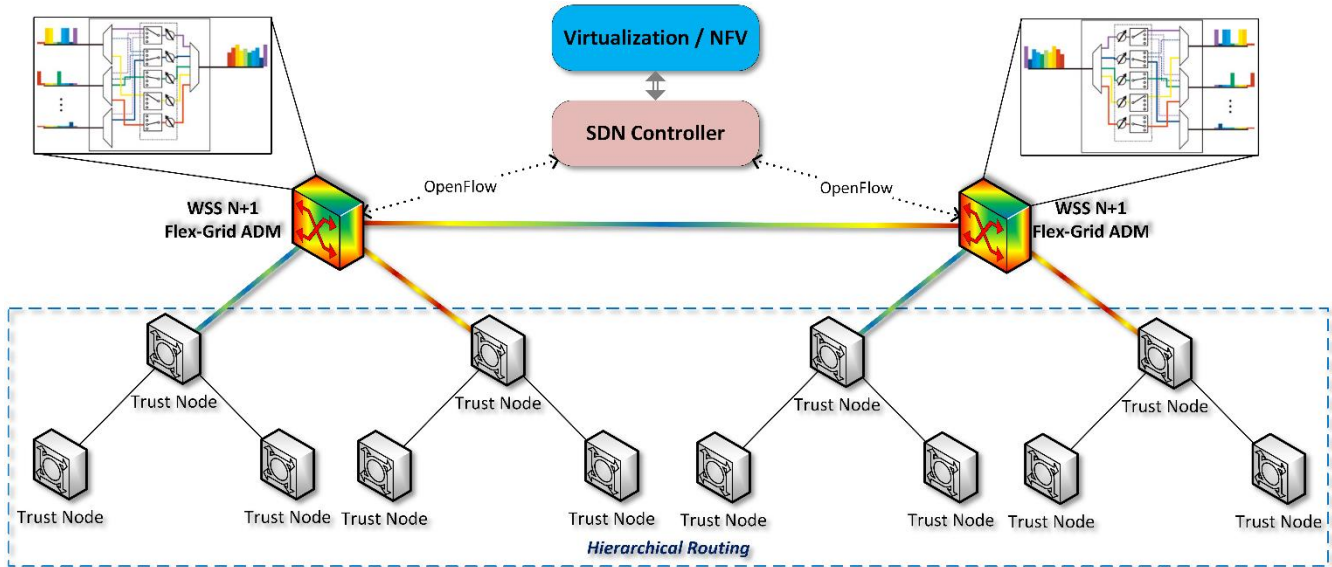 Virtualization / NFV
SDN Controller
OpenFlow
OpenFlow
WSS N+1
Flex-Grid ADM
WSS N+1
Flex-Grid ADM
Trust Node
Trust Node
Trust Node
Trust Node
Trust Node
Trust Node
Trust Node
Trust Node
Trust Node
Trust Node
Trust Node
Trust Node
Hierarchical Routing